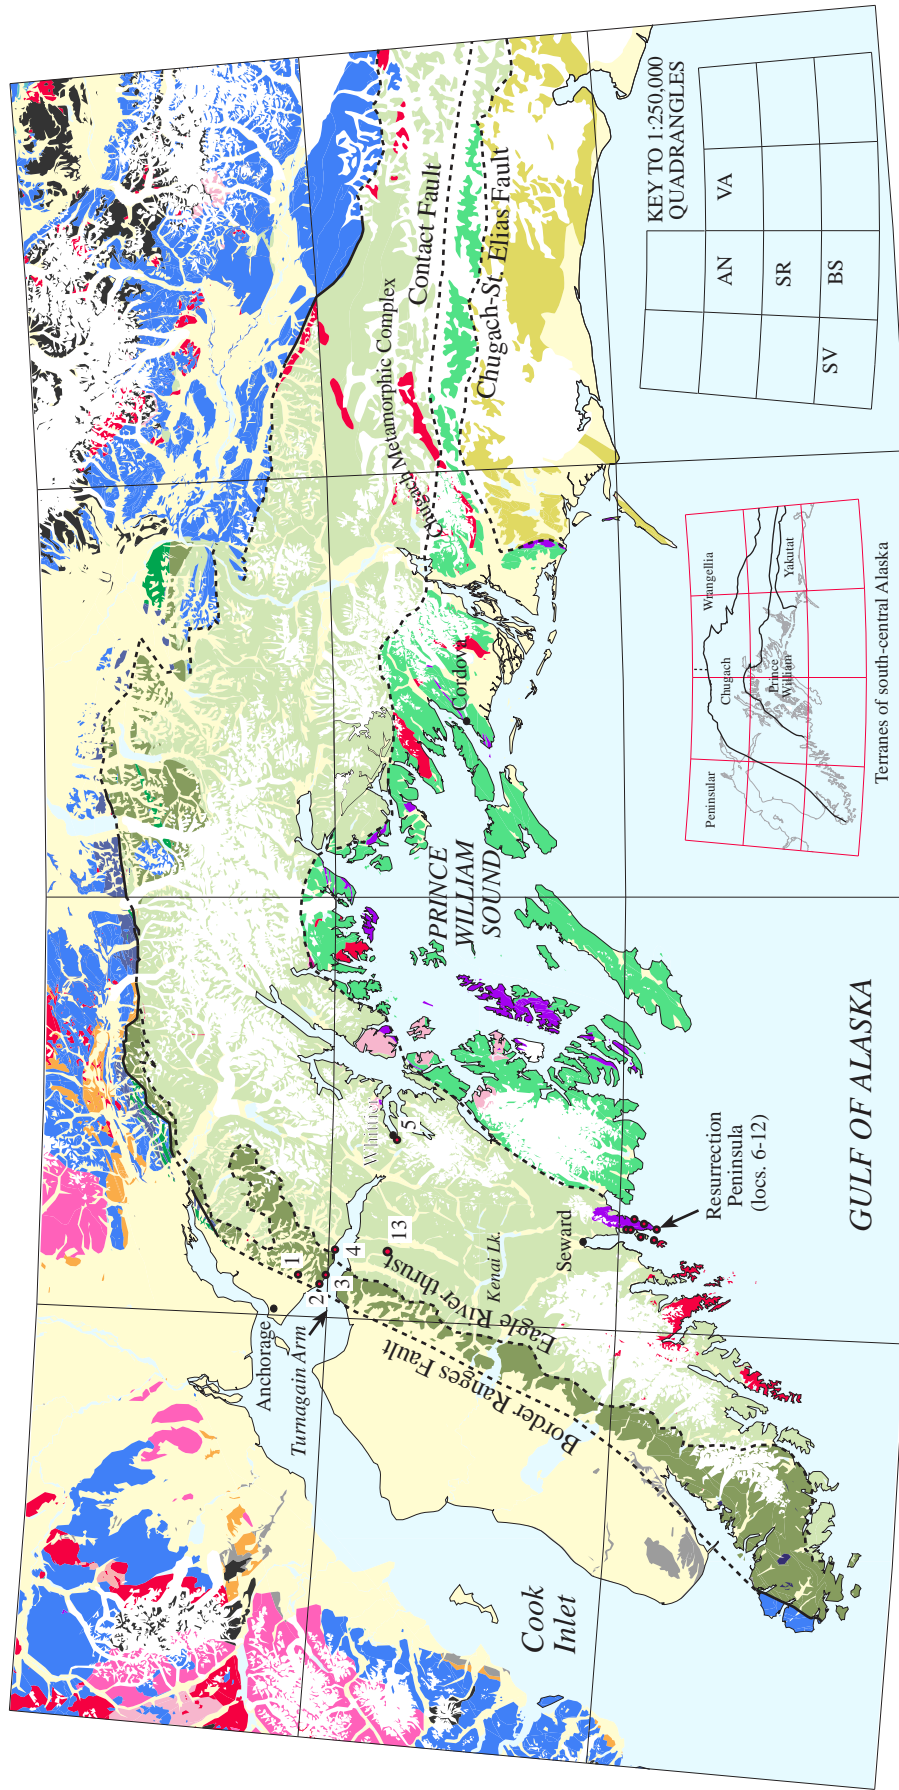 Anchorage
Turnagain Arm
1
2
3
4
13
5
Whittier
Eagle River thrust
Border Ranges Fault
Kenai Lk.
Seward
Cook
Inlet
Resurrection
Peninsula
(locs. 6-12)
GULF OF ALASKA
PRINCE
WILLIAM
SOUND
Cordova
Chugach Metamorphic Complex
Contact Fault
Chugach-St. Elias Fault
Peninsular
Chugach
Wrangellia
Prince
William
Yakutat
Terranes of south-central Alaska
KEY TO 1:250,000
QUADRANGLES
AN
VA
SR
SV
BS